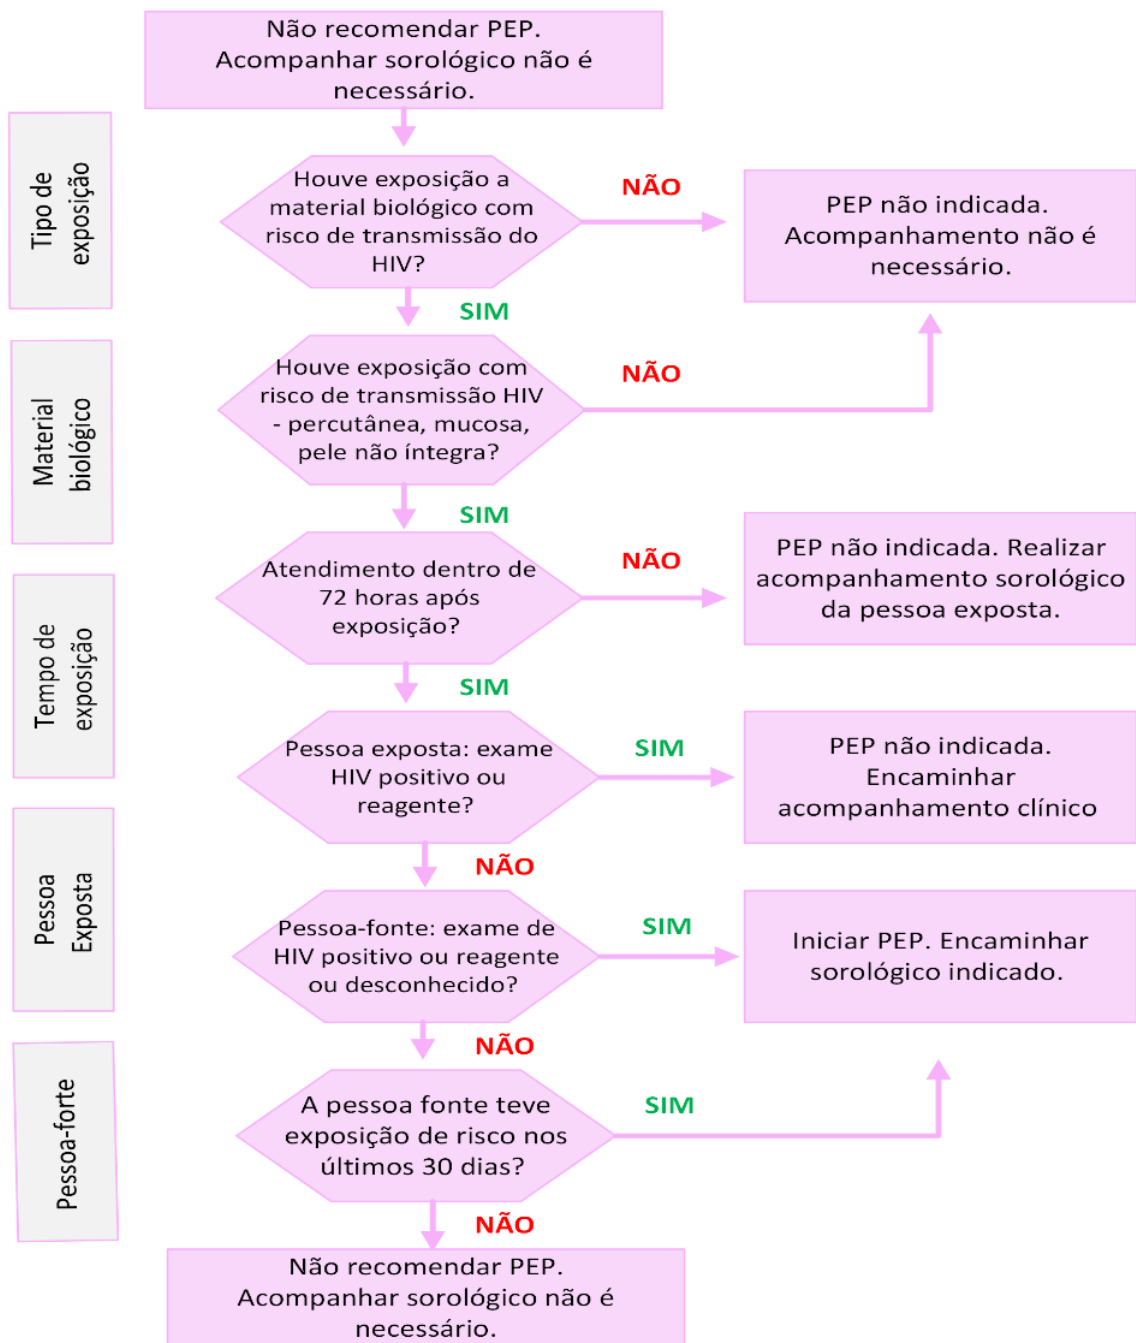 Não recomendar PEP.
Acompanhar sorológico não é
necessário.
Tipo de
exposição
Houve exposição a
material biológico com
risco de transmissão do
HIV?
NÃO
PEP não indicada.
Acompanhamento não é
necessário.
SIM
Material
biológico
Houve exposição com
risco de transmissão HIV
- percutânea, mucosa,
pele não íntegra?
NÃO
SIM
Tempo de
exposição
Atendimento dentro de
72 horas após
exposição?
NÃO
PEP não indicada. Realizar
acompanhamento sorológico
da pessoa exposta.
SIM
Pessoa exposta: exame
HIV positivo ou
reagente?
SIM
PEP não indicada.
Encaminhar
acompanhamento clínico
NÃO
Pessoa
Exposta
Pessoa-fonte: exame de
HIV positivo ou reagente
ou desconhecido?
SIM
Iniciar PEP. Encaminhar
sorológico indicado.
NÃO
Pessoa-forte
A pessoa fonte teve
exposição de risco nos
últimos 30 dias?
SIM
NÃO
Não recomendar PEP.
Acompanhar sorológico não é
necessário.